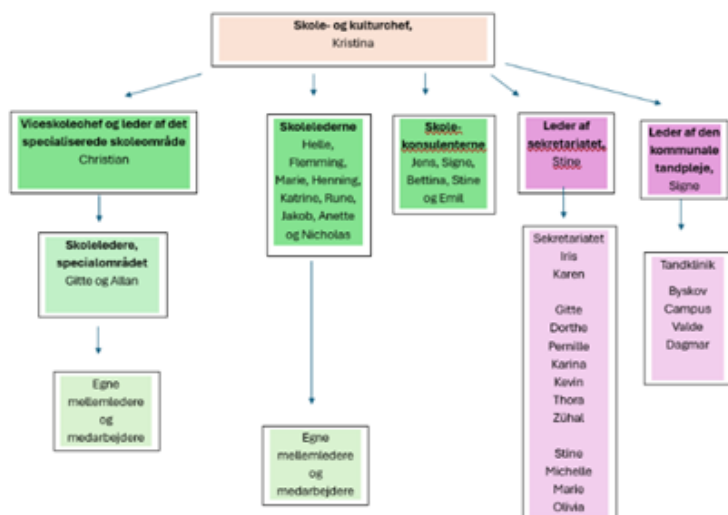 Skole- og kulturchef,
Kristina
Viceskolechef og leder af det
specialiserede skoleområde
Christian
Skolelederne
Helle,
Flemming,
Marie, Henning,
Katrine, Rune,
Jakob, Anette
og Nicholas
Skole-
konsulenterne
Jens, Signe,
Bettina, Stine
og Emil
Leder af
sekretariatet,
Stine
Leder af den
kommunale
tandpleje,
Signe
Skoleledere,
specialområdet
Gitte og Allan
Sekretariatet
Iris
Karen
Gitte
Dorthe
Pernille
Karina
Kevin
Thora
Zühal
Stine
Michelle
Marie
Olivia
Tandklinik
Byskov
Campus
Valde
Dagmar
Egne
mellemledere
og
medarbejdere
Egne
mellemledere
og
medarbejdere